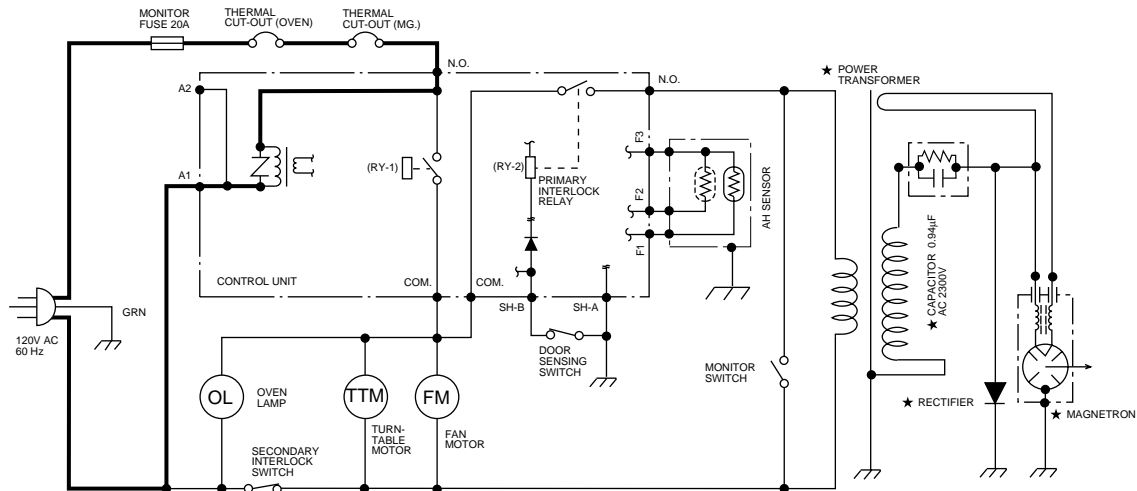 MONITOR
FUSE 20A
THERMAL
CUT-OUT (OVEN)
THERMAL
CUT-OUT (MG.)
N.O.
N.O.
A2
★ POWER
TRANSFORMER
F3
(RY-1)
(RY-2)
PRIMARY
INTERLOCK
RELAY
A1
F2
AH SENSOR
F1
★ CAPACITOR 0.94μF
AC 2300V
CONTROL UNIT
COM.
COM.
SH-B
SH-A
GRN
120V AC
60 Hz
DOOR
SENSING
SWITCH
MONITOR
SWITCH
OL
OVEN
LAMP
TTM
TURN-
TABLE
MOTOR
FM
FAN
MOTOR
★ RECTIFIER
★ MAGNETRON
SECONDARY
INTERLOCK
SWITCH